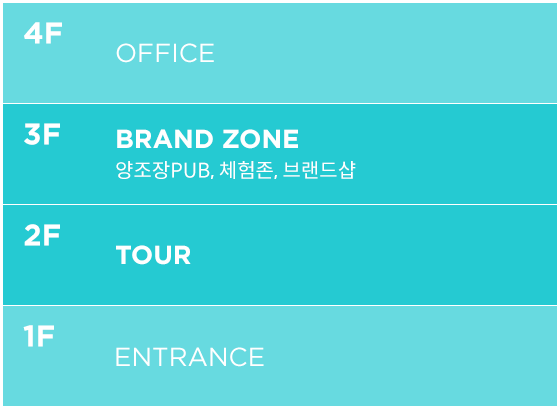 4F
OFFICE
3F
BRAND ZONE
양조장PUB, 체험존, 브랜드샵
2F
TOUR
1F
ENTRANCE